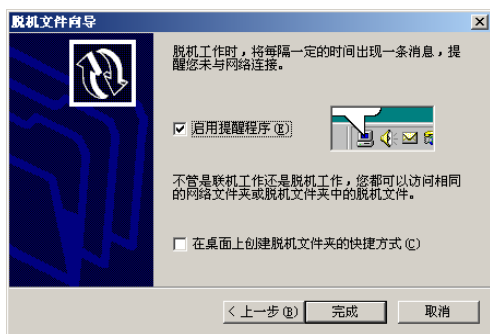 脱机文件向导
脱机工作时，将每隔一定的时间出现一条消息，提
醒您未与网络连接。
启用提醒程序(E)
不管是联机工作还是脱机工作，您都可以访问相同
的网络文件夹或脱机文件夹中的脱机文件。
在桌面上创建脱机文件夹的快捷方式(C)
< 上一步(B)
完成
取消